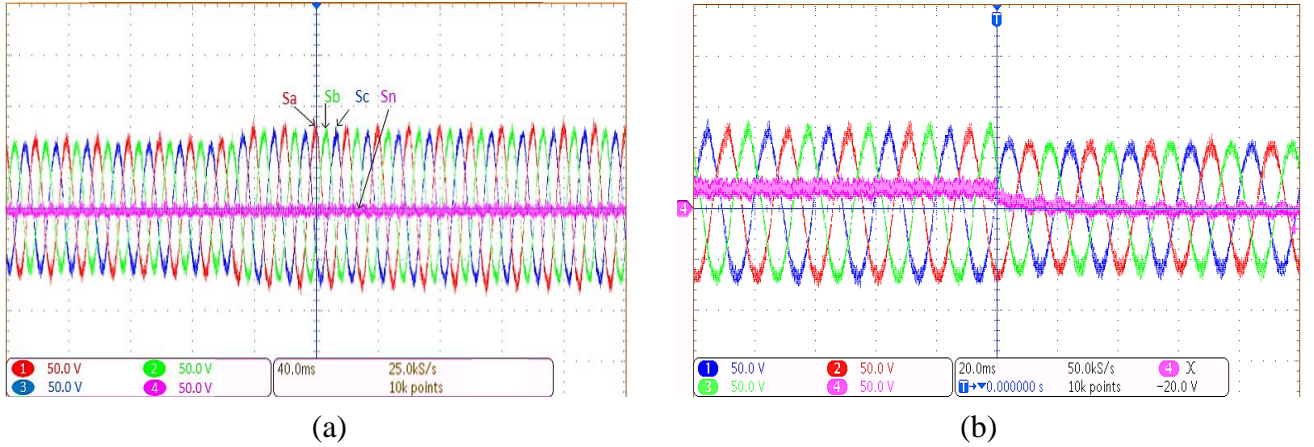 T
Sa Sb Sc Sn
4
1 50.0 V 2 50.0 V
3 50.0 V 4 50.0 V
40.0ms 25.0kS/s
10k points
1 50.0 V 2 50.0 V
3 50.0 V 4 50.0 V
20.0ms 50.0kS/s 4 X
T→▼0.000000 s 10k points -20.0 V
(a) (b)